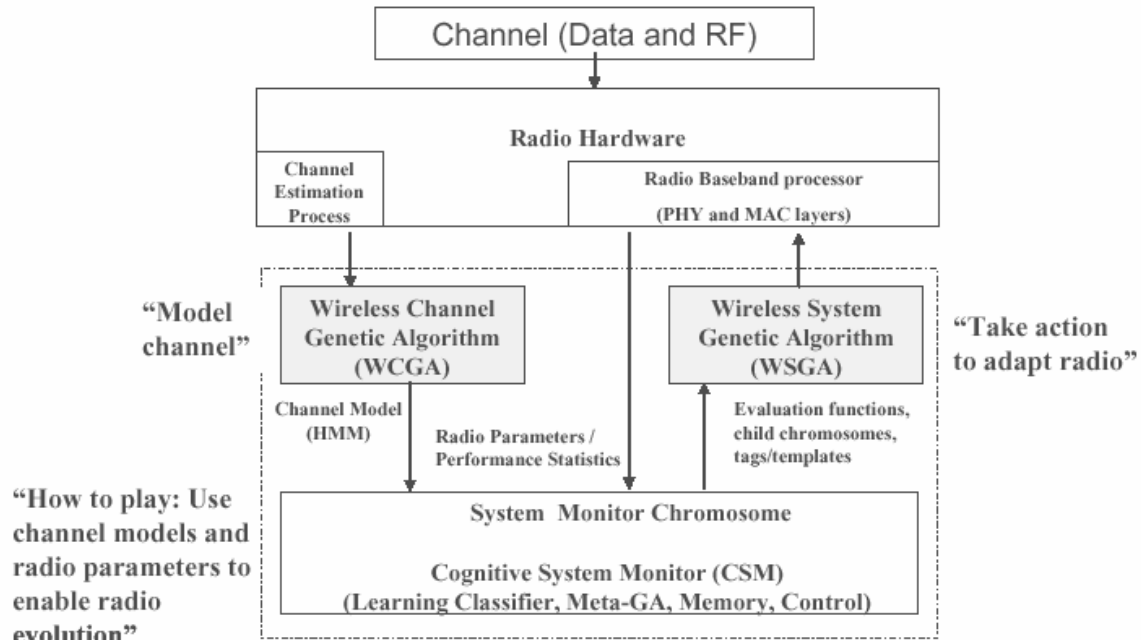 Channel (Data and RF)
Radio Hardware
Channel
Estimation
Process
Radio Baseband processor
(PHY and MAC layers)
“Model
channel”
Wireless Channel
Genetic Algorithm
(WCGA)
Wireless System
Genetic Algorithm
(WSGA)
“Take action
to adapt radio”
Channel Model
(HMM)
Radio Parameters /
Performance Statistics
Evaluation functions,
child chromosomes,
tags/templates
“How to play: Use
channel models and
radio parameters to
enable radio
evolution”
System Monitor Chromosome
Cognitive System Monitor (CSM)
(Learning Classifier, Meta-GA, Memory, Control)